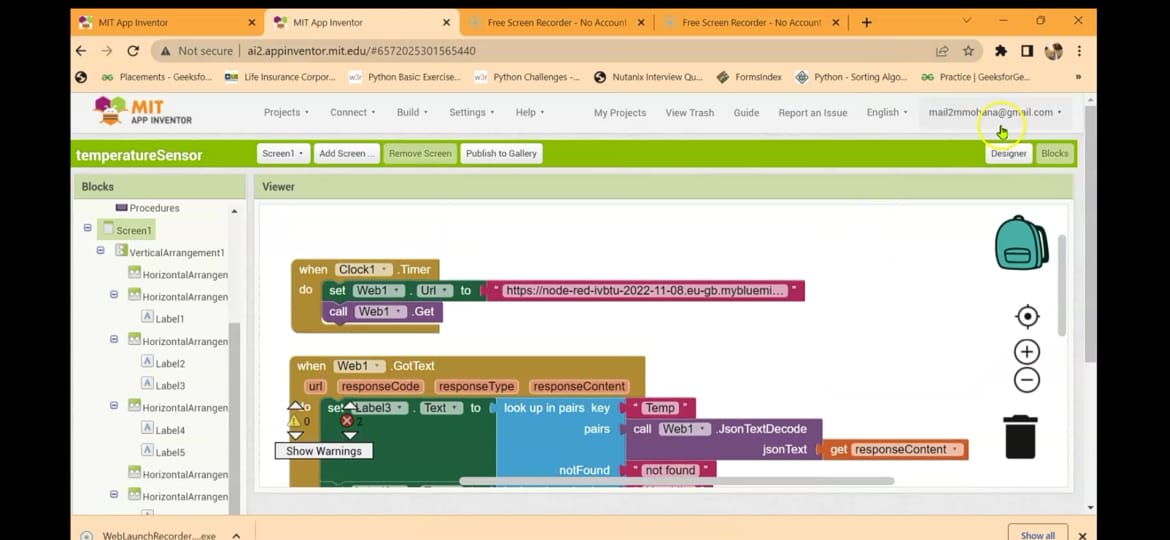 MIT App Inventor
MIT App Inventor
Free Screen Recorder - No Account
Free Screen Recorder - No Account
Not secure
ai2.appinventor.mit.edu/#6572025301565440
Placements - Geeksfo...
Life Insurance Corpor...
Python Basic: Exercise...
Python Challenges -...
Nutanix Interview Qu...
FormsIndex
Python - Sorting Algo...
Practice | GeeksforGe...
»
MIT
APP INVENTOR
Projects
Connect
Build
Settings
Help
My Projects
View Trash
Guide
Report an Issue
English
mail2mmohana@gmail.com
temperatureSensor
Screen1
Add Screen ...
Remove Screen
Publish to Gallery
Designer
Blocks
Blocks
Viewer
Procedures
Screen1
VerticalArrangement1
HorizontalArrangen
HorizontalArrangen
Label1
HorizontalArrangen
Label2
Label3
HorizontalArrangen
Label4
Label5
HorizontalArrangen
HorizontalArrangen
when Clock1 .Timer
do set Web1 . Url to " https://node-red-ivbtu-2022-11-08.eu-gb.mybluemi... "
call Web1 .Get
when Web1 .GotText
url responseCode responseType responseContent
do set Label3 . Text to look up in pairs key " Temp "
pairs call Web1 .JsonTextDecode
jsonText get responseContent
notFound " not found "
0 2
Show Warnings
WebLaunchRecorder....exe
Show all